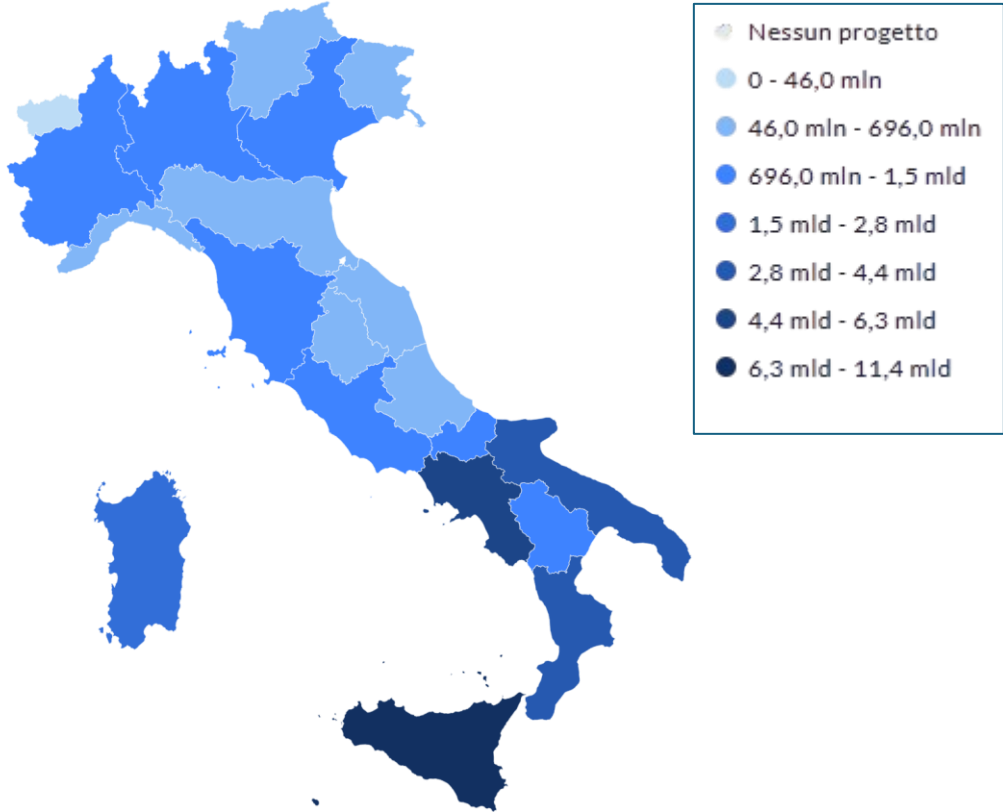 Nessun progetto
0 - 46,0 mln
46,0 mln - 696,0 mln
696,0 mln - 1,5 mld
1,5 mld - 2,8 mld
2,8 mld - 4,4 mld
4,4 mld - 6,3 mld
6,3 mld - 11,4 mld